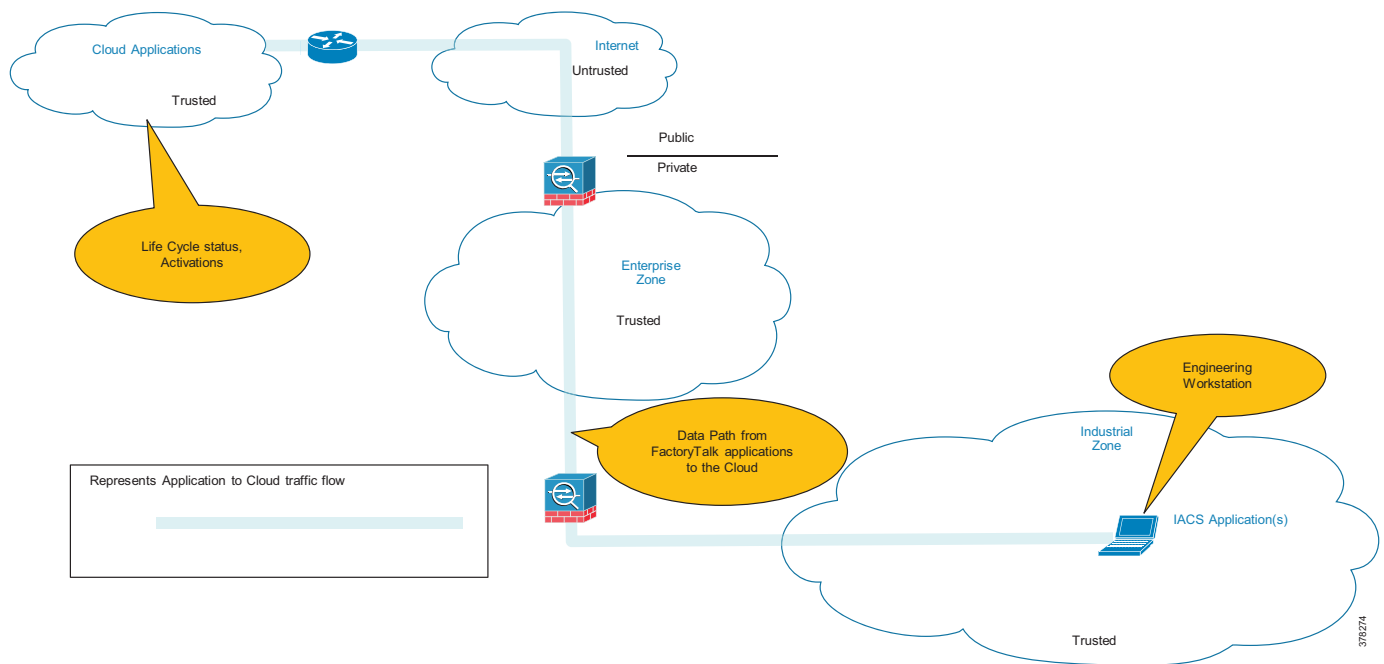 Cloud Applications
Trusted
Internet
Untrusted
Public
Private
Life Cycle status,
Activations
Enterprise
Zone
Trusted
Engineering
Workstation
Data Path from
FactoryTalk applications
to the Cloud
Industrial
Zone
Represents Application to Cloud traffic flow
IACS Application(s)
Trusted
378274